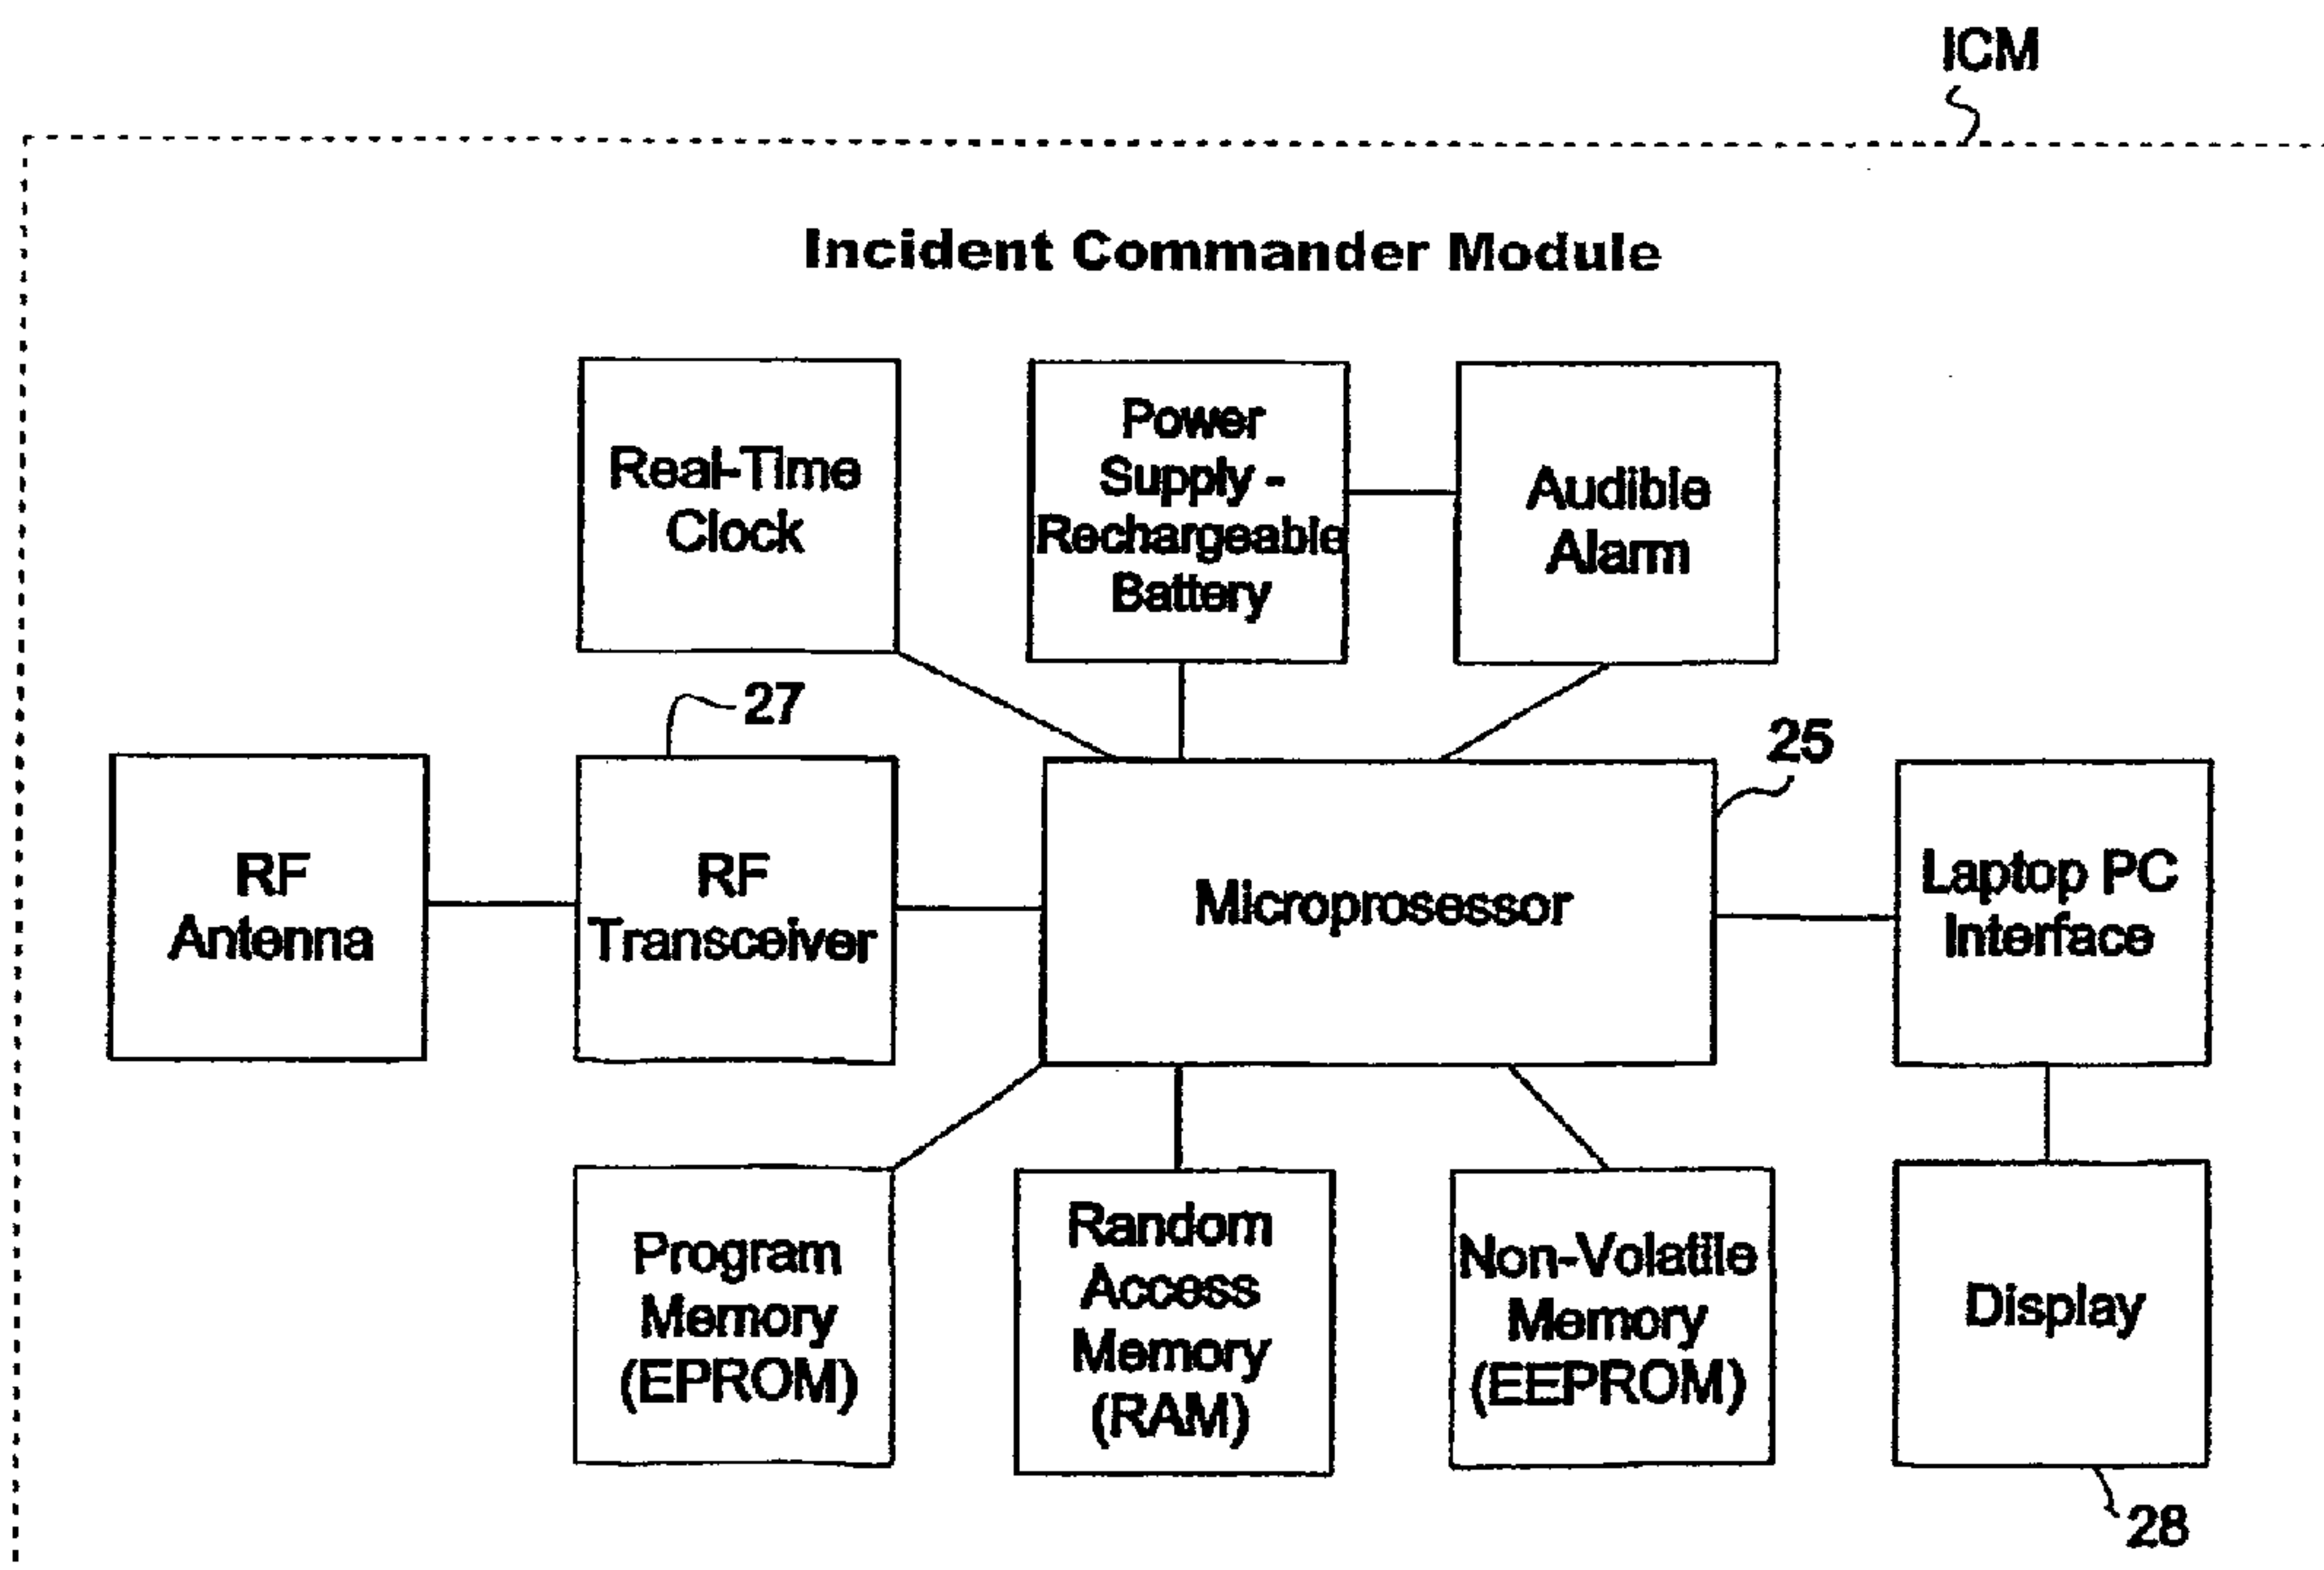 ICM
Incident Commander Module
Real-Time
Clock
Power
Supply -
Rechargeable
Battery
Audible
Alarm
27
25
RF
Antenna
RF
Transceiver
Microprosessor
Laptop PC
Interface
Program
Memory
(EPROM)
Random
Access
Memory
(RAM)
Non-Volatile
Memory
(EEPROM)
Display
28